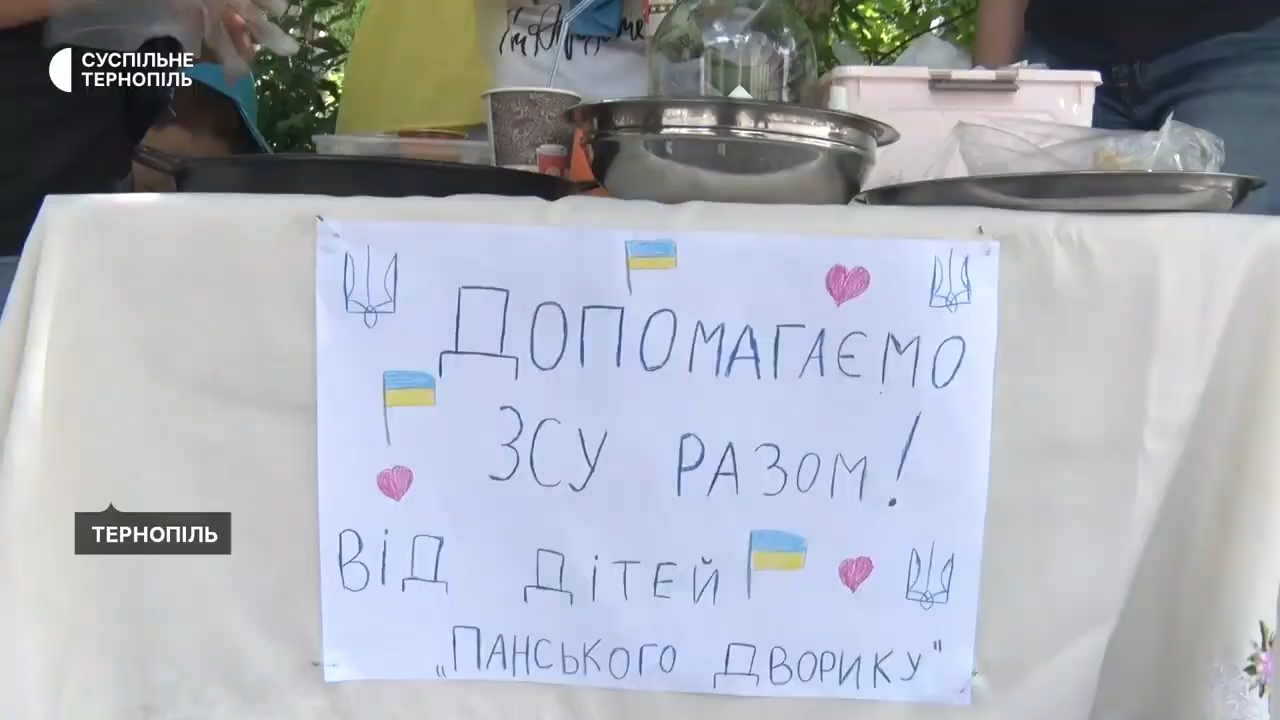 СУСПІЛЬНЕ
ТЕРНОПІЛЬ
ДОПОМАГАЄМО
ЗСУ РАЗОМ!
ВІД ДІТЕЙ
„ПАНСЬКОГО ДВОРИКУ"
ТЕРНОПІЛЬ